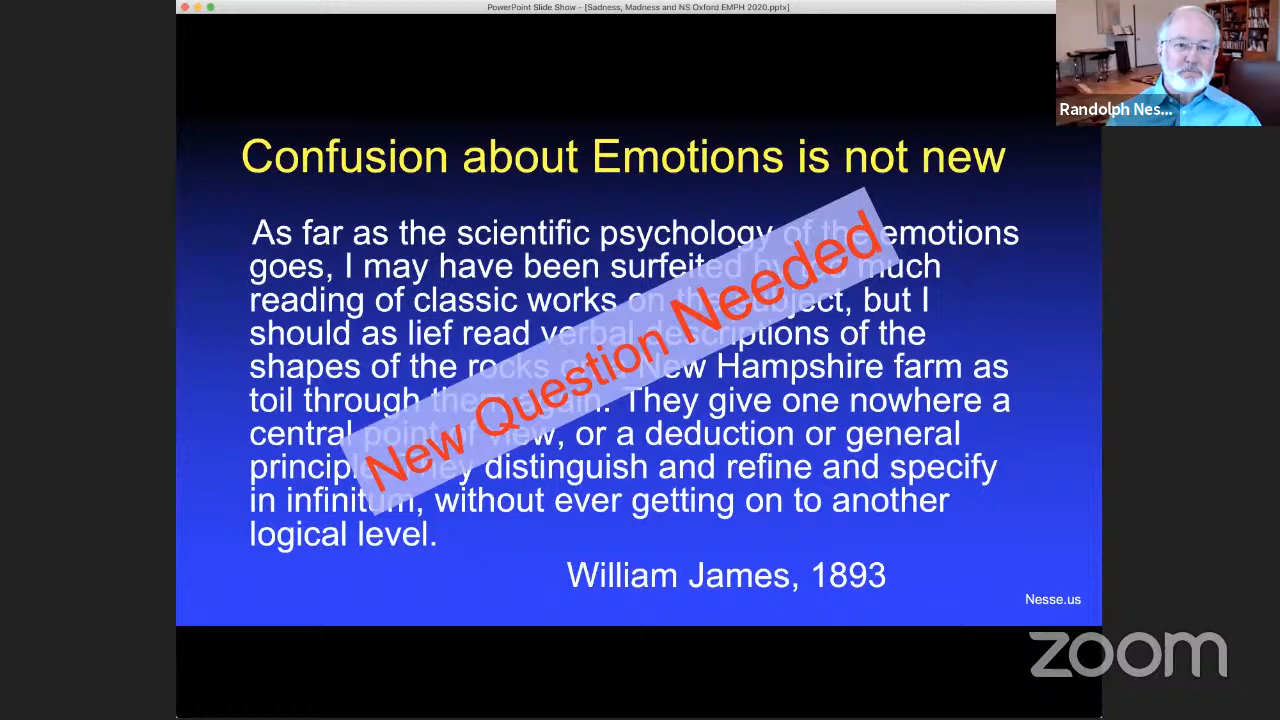 PowerPoint Slide Show - [Sadness, Madness and NS Oxford EMPH 2020.pptx]
Randolph Nes...
Confusion about Emotions is not new
As far as the scientific psychology of the emotions
goes, I may have been surfeited by too much
reading of classic works on the subject, but I
should as lief read verbal descriptions of the
shapes of the rocks on a New Hampshire farm as
toil through them again. They give one nowhere a
central point of view, or a deduction or general
principle. They distinguish and refine and specify
in infinitum, without ever getting on to another
logical level.
New Question Needed
William James, 1893
Nesse.us
zoom